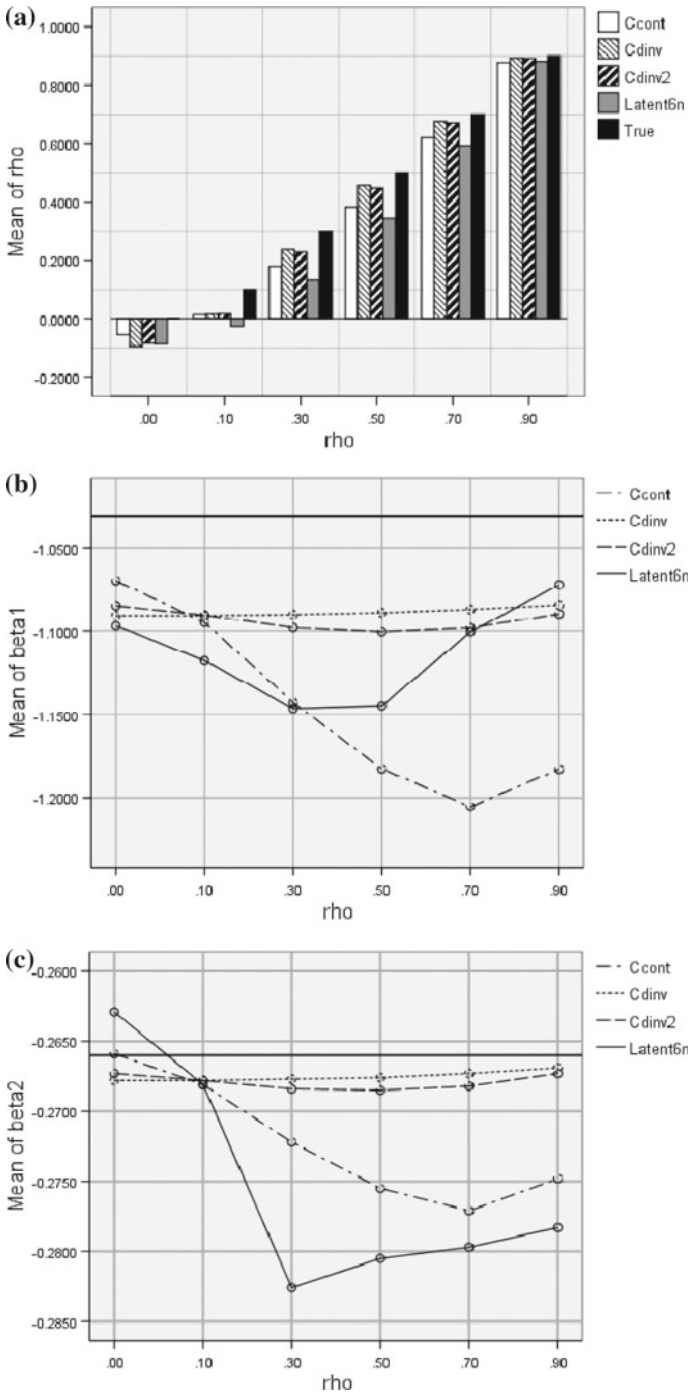 (a)
1.0000
0.8000
0.6000
0.4000
0.2000
0.0000
-0.2000
Mean of rho
.00 .10 .30 .50 .70 .90
rho
Ccont
Cdinv
Cdinv2
Latent6n
True
(b)
-1.0500
-1.1000
-1.1500
-1.2000
Mean of beta1
.00 .10 .30 .50 .70 .90
rho
Ccont
Cdinv
Cdinv2
Latent6n
(c)
-0.2600
-0.2650
-0.2700
-0.2750
-0.2800
-0.2850
Mean of beta2
.00 .10 .30 .50 .70 .90
rho
Ccont
Cdinv
Cdinv2
Latent6n